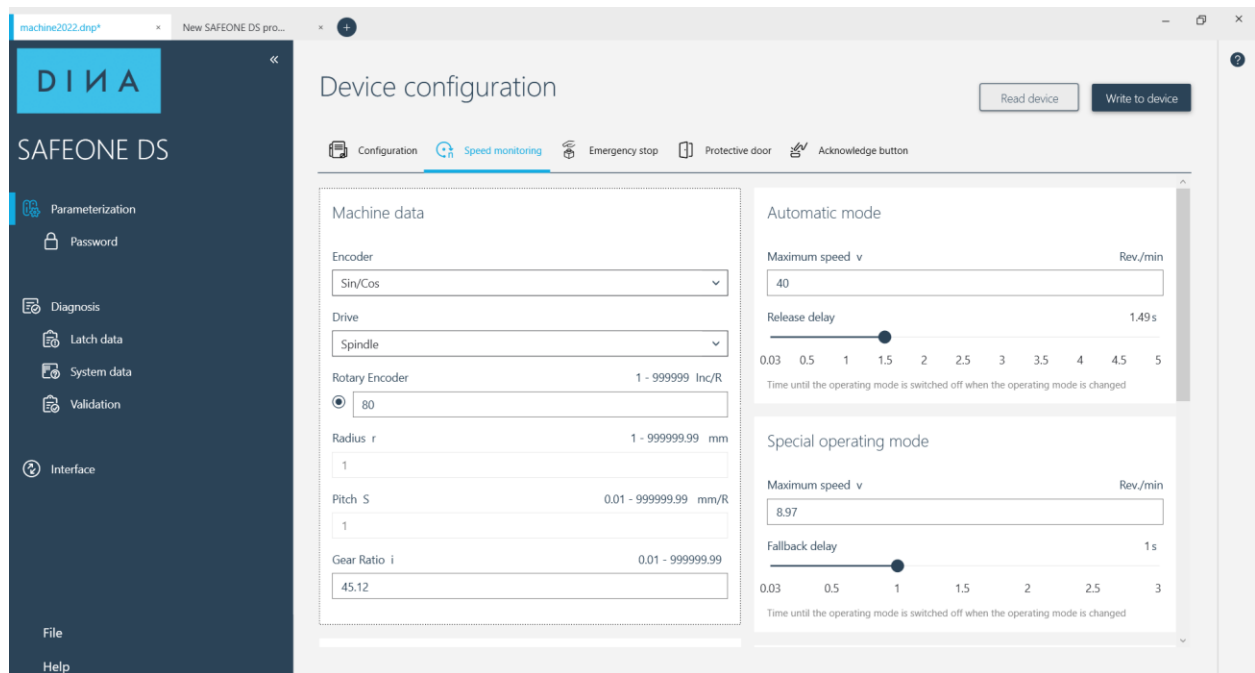 machine2022.dnp*
New SAFEONE DS pro...
DINA
SAFEONE DS
Parameterization
Password
Diagnosis
Latch data
System data
Validation
Interface
File
Help
Device configuration
Read device
Write to device
Configuration
Speed monitoring
Emergency stop
Protective door
Acknowledge button
Machine data
Encoder
Sin/Cos
Drive
Spindle
Rotary Encoder 1 - 999999 Inc/R
80
Radius r 1 - 999999.99 mm
1
Pitch S 0.01 - 999999.99 mm/R
1
Gear Ratio i 0.01 - 999999.99
45.12
Automatic mode
Maximum speed v Rev./min
40
Release delay 1.49 s
0.03 0.5 1 1.5 2 2.5 3 3.5 4 4.5 5
Time until the operating mode is switched off when the operating mode is changed
Special operating mode
Maximum speed v Rev./min
8.97
Fallback delay 1 s
0.03 0.5 1 1.5 2 2.5 3
Time until the operating mode is switched off when the operating mode is changed